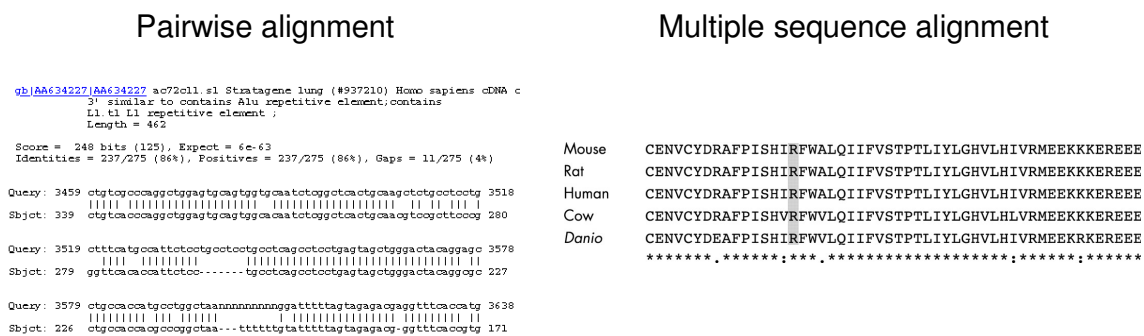 Pairwise alignment
gb|AA634227|AA634227 ac72c11.s1 Stratagene lung (#937210) Homo sapiens cDNA c
3' similar to contains Alu repetitive element;contains
L1.t1 L1 repetitive element ;
Length = 462
Score = 248 bits (125), Expect = 6e-63
Identities = 237/275 (86%), Positives = 237/275 (86%), Gaps = 11/275 (4%)
Query: 3459 ctgtcgcccaggctggagtgcagtggtgcaatctcggctcactgcaagctctgcctcctg 3518
Sbjct: 339 ctgtcacccaggctggagtgcagtggcacaatctcggctcactgcaacgtccgcttcccg 280
Query: 3519 ctttcatgccattctcctgcctcctgcctcagcctcctgagtagctgggactacaggagc 3578
Sbjct: 279 ggttcacaccattctcc-------tgcctcagcctcctgagtagctgggactacaggcgc 227
Query: 3579 ctgccaccatgcctggctaannnnnnnnnggatttttagtagagacgaggtttcaccatg 3638
Sbjct: 226 ctgccaccacgcccggctaa---ttttttgtatttttagtagagacg-ggtttcaccgtg 171
Multiple sequence alignment
Mouse CENVCYDRAFPISHIRFWALQIIFVSTPTLIYLGHVLHIVRMEEKKKEREEE
Rat CENVCYDRAFPISHIRFWALQIIFVSTPTLIYLGHVLHIVRMEEKKKEREEE
Human CENVCYDRAFPISHIRFWALQIIFVSTPTLIYLGHVLHIVRMEEKKKEREEE
Cow CENVCYDRAFPISHVRFWVLQIIFVSTPTLIYLGHVLHLVRMEEKKKEREEE
Danio CENVCYDEAFPISHIRFWVLQIIFVSTPTLIYLGHVLHIVRMEEKRKEREEE
*******.******:***.*******************:******:******